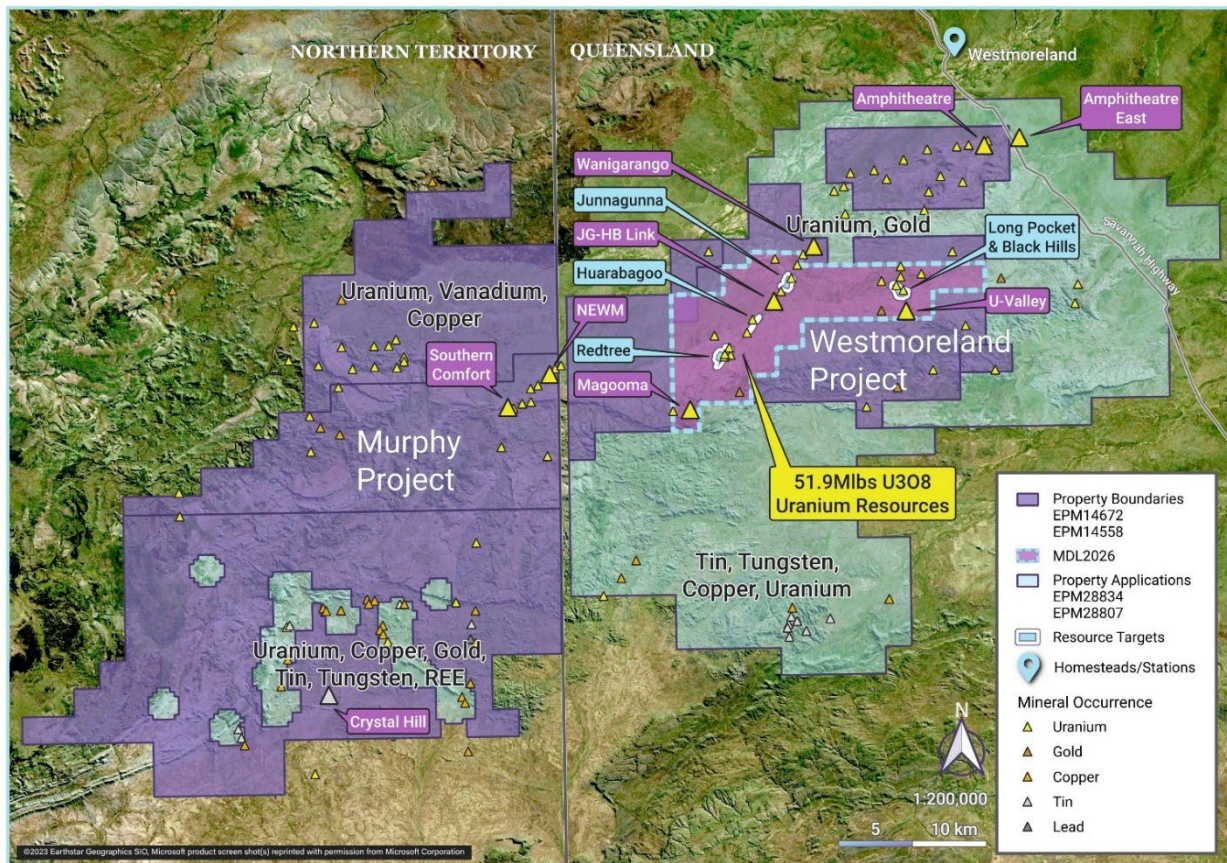 NORTHERN TERRITORY
QUEENSLAND
Westmoreland
Amphitheatre
Amphitheatre
East
Wanigarango
Junnagunna
JG-HB Link
Huarabagoo
NEWM
Redtree
Magooma
Uranium, Gold
Long Pocket
& Black Hills
Savannah Highway
U-Valley
Westmoreland
Project
Uranium, Vanadium,
Copper
Southern
Comfort
Murphy
Project
51.9Mlbs U3O8
Uranium Resources
Tin, Tungsten,
Copper, Uranium
Uranium, Copper, Gold,
Tin, Tungsten, REE
Crystal Hill
Property Boundaries
EPM14672
EPM14558
MDL2026
Property Applications
EPM28834
EPM28807
Resource Targets
Homesteads/Stations
Mineral Occurrence
Uranium
Gold
Copper
Tin
Lead
N
1:200,000
5 10 km
©2023 Earthstar Geographics SIO, Microsoft product screen shot(s) reprinted with permission from Microsoft Corporation